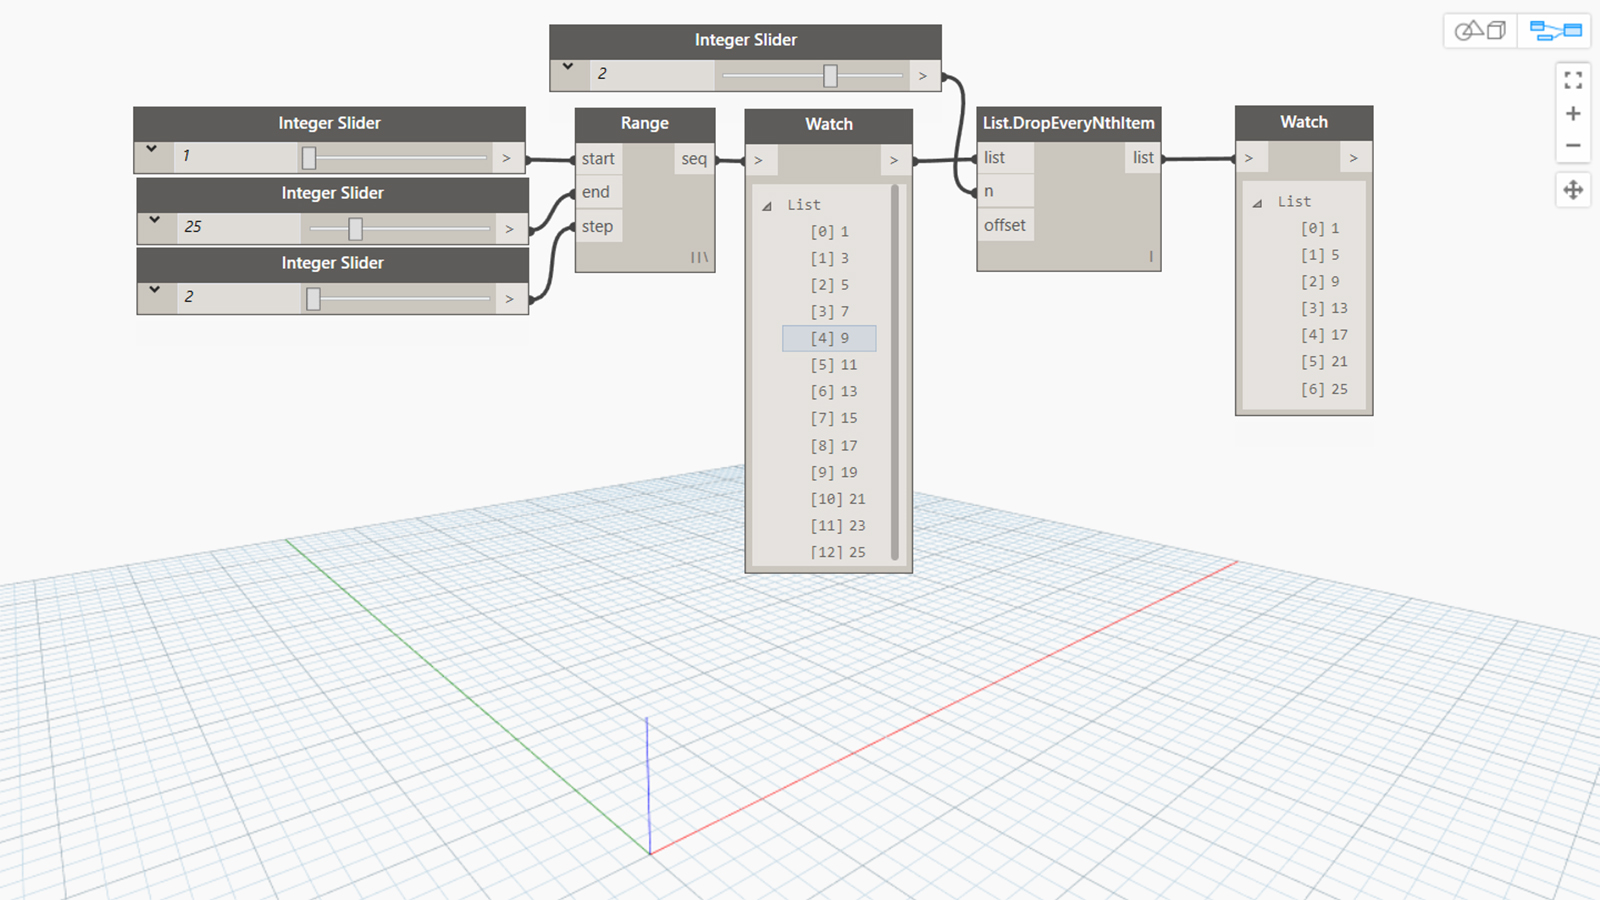 Integer Slider
2 >
Integer Slider
1 >
Integer Slider
25 >
Integer Slider
2 >
Range
start seq
end
step
||\
Watch
> >
List
[0] 1
[1] 3
[2] 5
[3] 7
[4] 9
[5] 11
[6] 13
[7] 15
[8] 17
[9] 19
[10] 21
[11] 23
[12] 25
List.DropEveryNthItem
list list
n
offset
|
Watch
> >
List
[0] 1
[1] 5
[2] 9
[3] 13
[4] 17
[5] 21
[6] 25